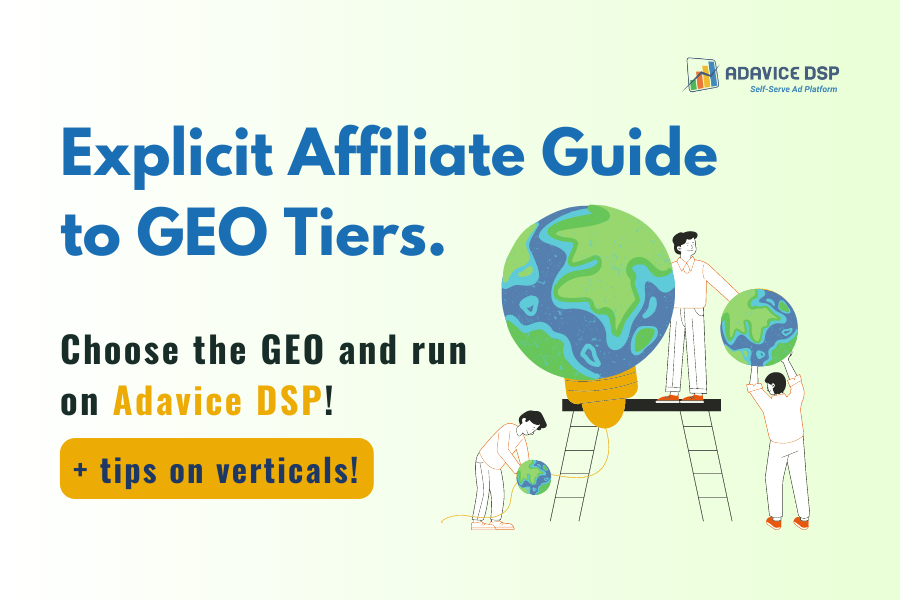 ADAVICE DSP
Self-Serve Ad Platform
Explicit Affiliate Guide
to GEO Tiers.
Choose the GEO and run
on Adavice DSP!
+ tips on verticals!